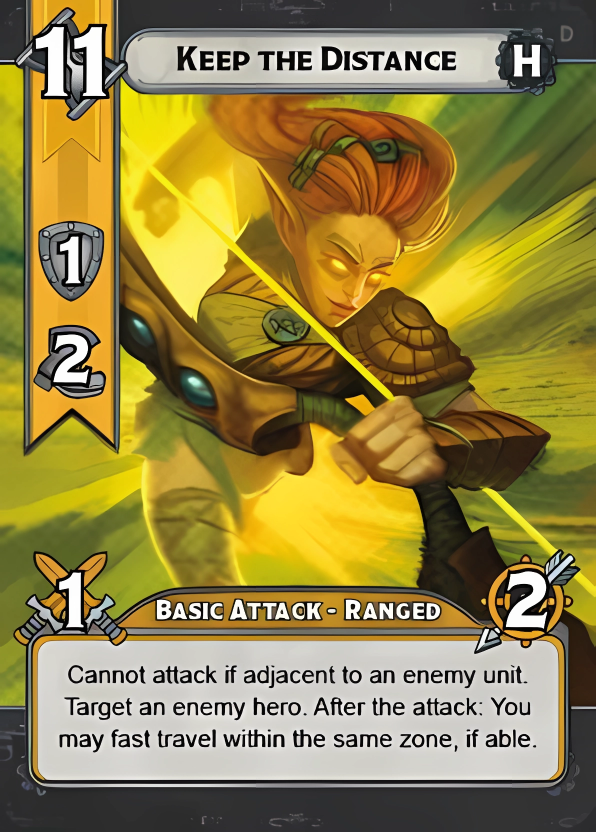 11
KEEP THE DISTANCE
H
D
1
2
1
BASIC ATTACK - RANGED
2
Cannot attack if adjacent to an enemy unit.
Target an enemy hero. After the attack: You
may fast travel within the same zone, if able.